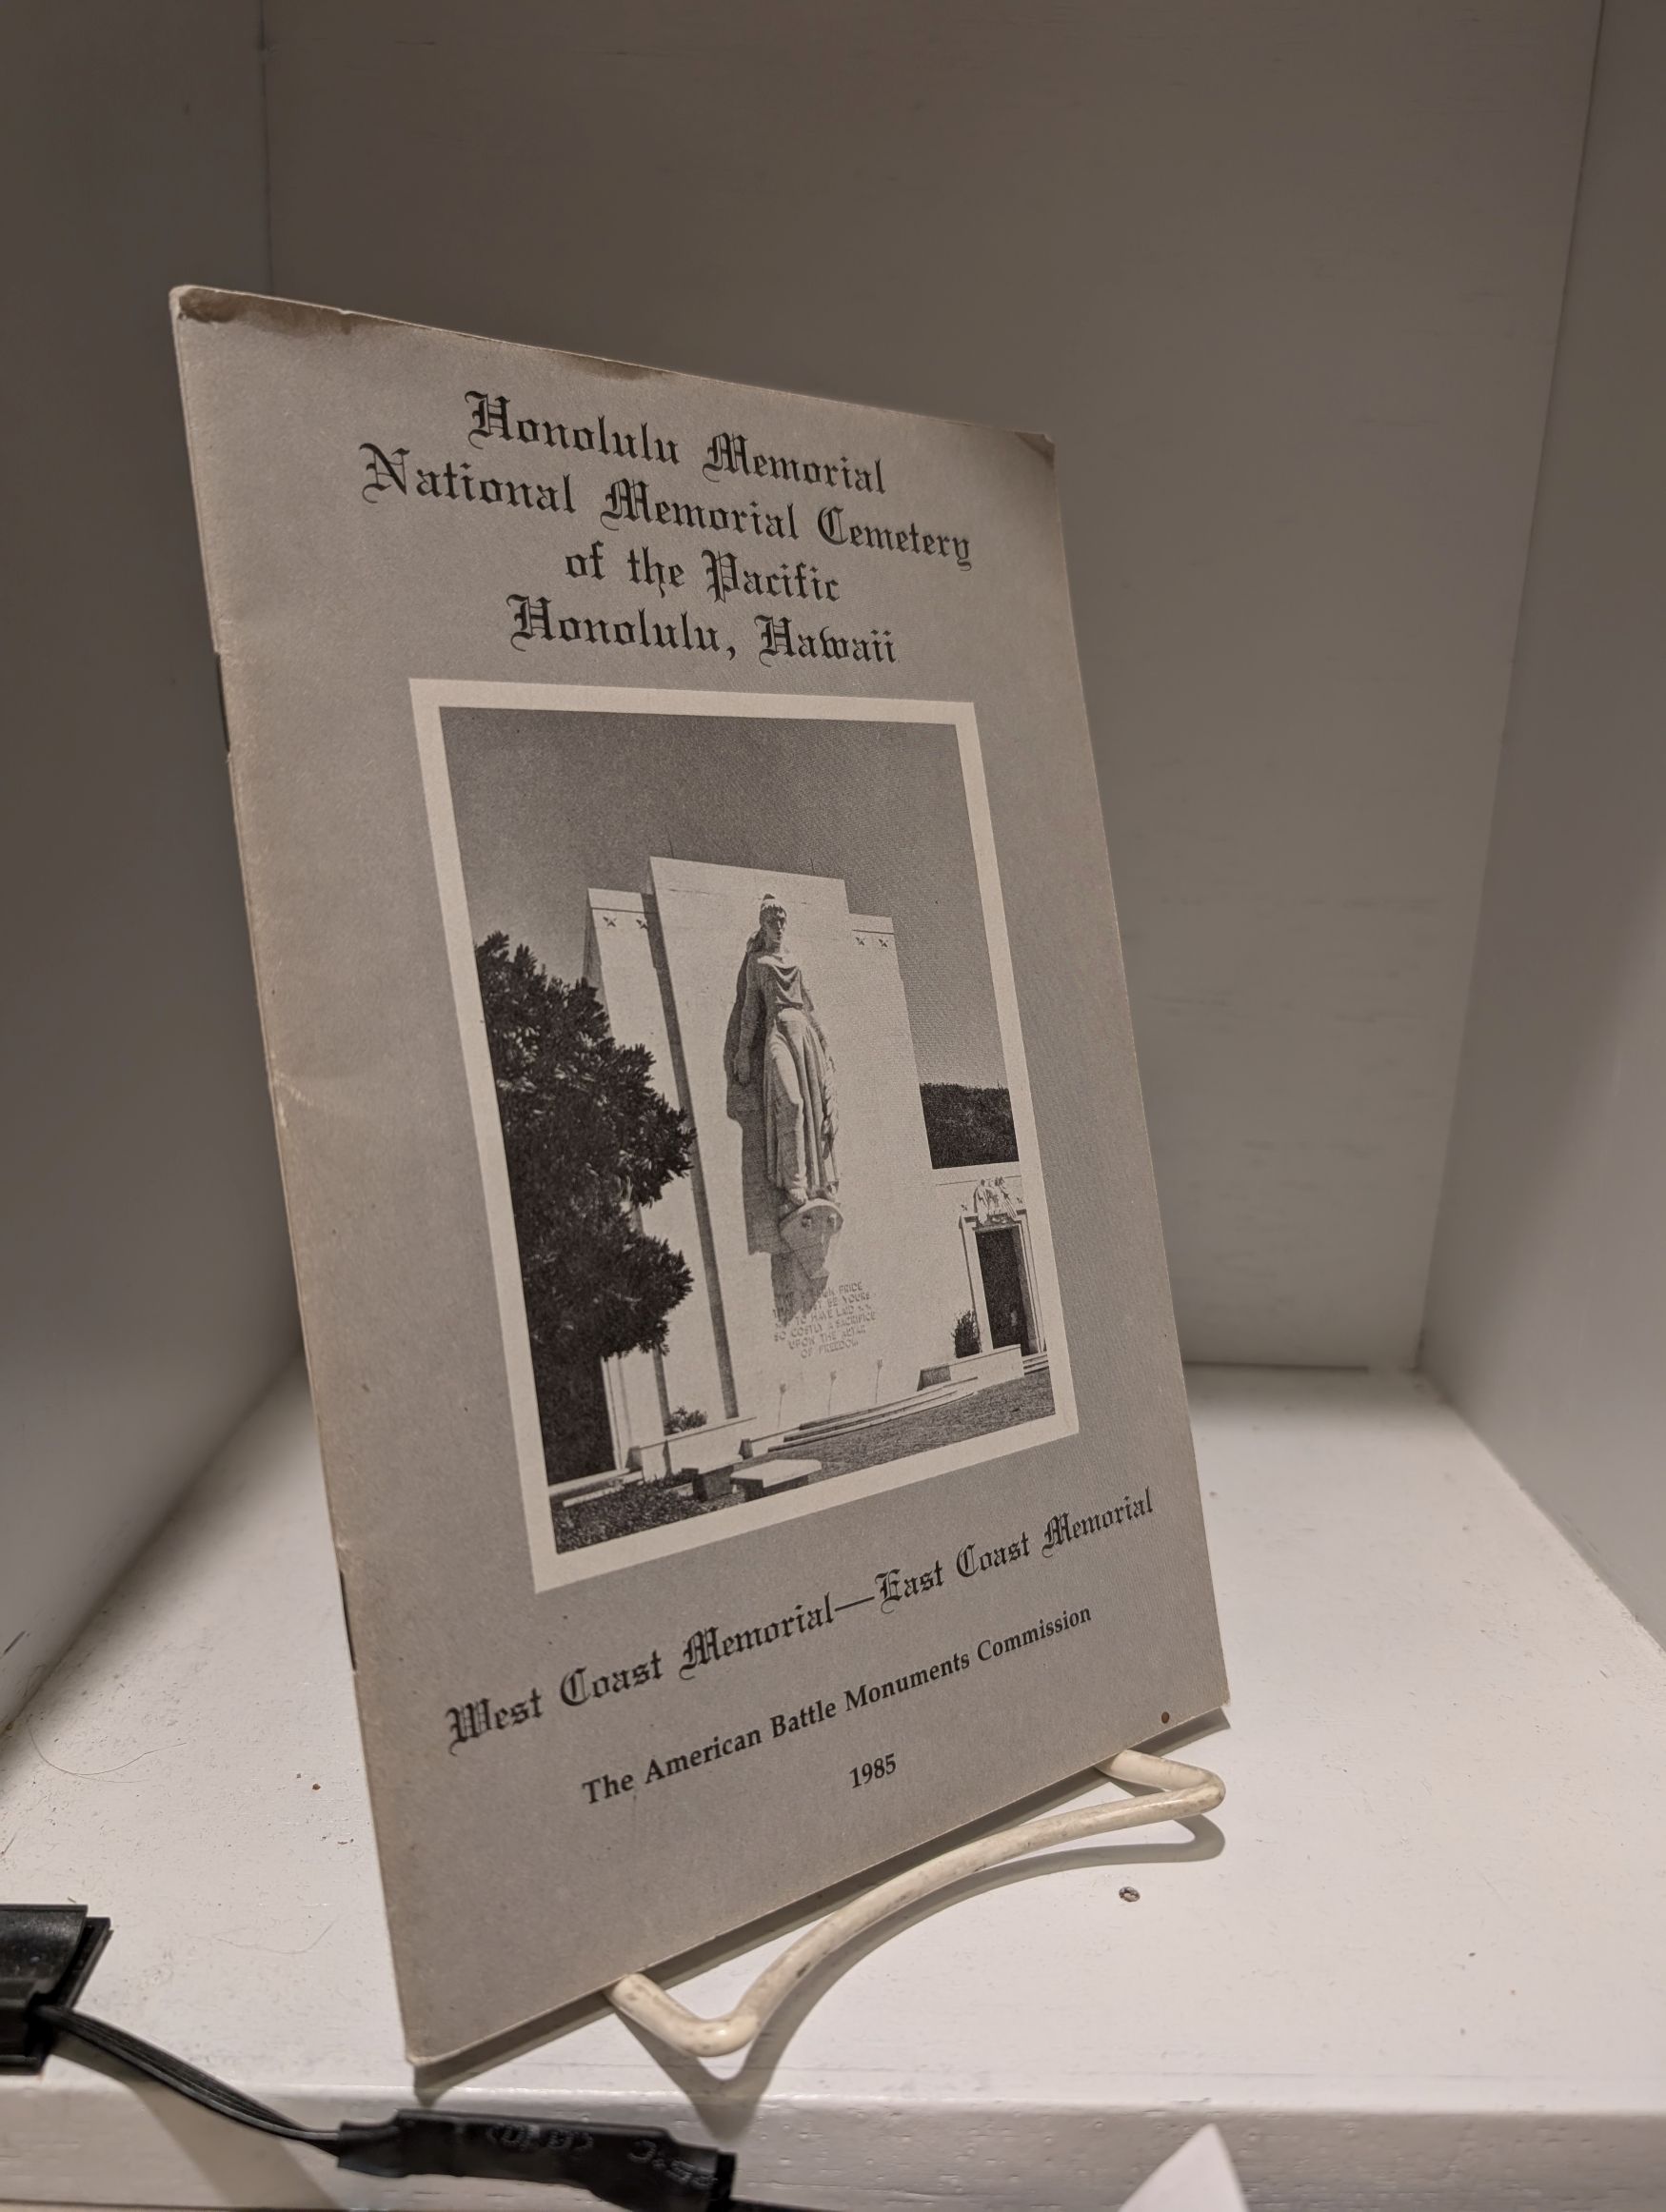 Honolulu Memorial
National Memorial Cemetery
of the Pacific
Honolulu, Hawaii
PRIDE
BE YOURS
TO HAVE LAID
SO COSTLY A SACRIFICE
UPON THE ALTAR
OF FREEDOM
West Coast Memorial—East Coast Memorial
The American Battle Monuments Commission
1985